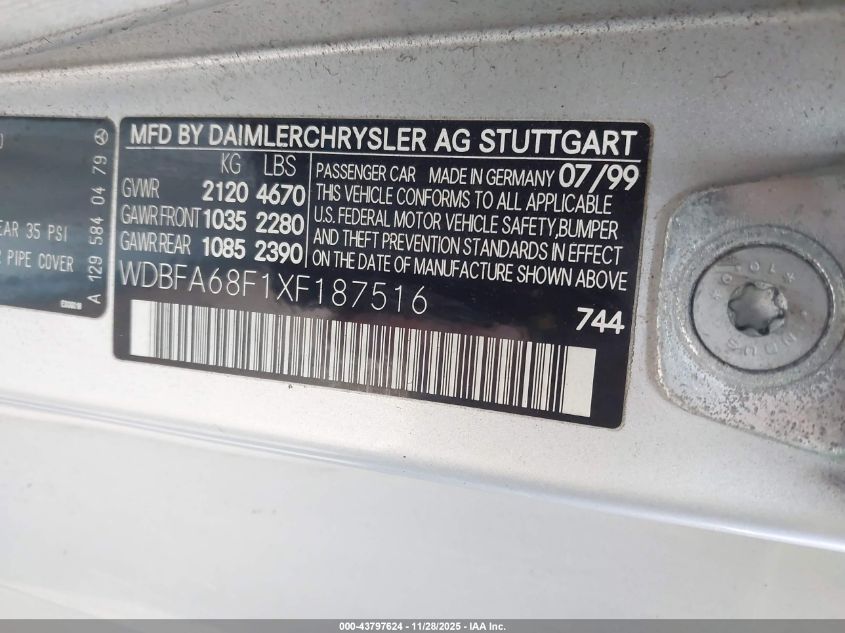 EAR 35 PSI
PIPE COVER
A 129 584 04 79
MFD BY DAIMLERCHRYSLER AG STUTTGART
KG LBS
GVWR 2120 4670
GAWR FRONT 1035 2280
GAWR REAR 1085 2390
PASSENGER CAR MADE IN GERMANY 07/99
THIS VEHICLE CONFORMS TO ALL APPLICABLE
U.S. FEDERAL MOTOR VEHICLE SAFETY, BUMPER
AND THEFT PREVENTION STANDARDS IN EFFECT
ON THE DATE OF MANUFACTURE SHOWN ABOVE
WDBFA68F1XF187516
744
000-43797624 | 11/28/2025 - IAA Inc.